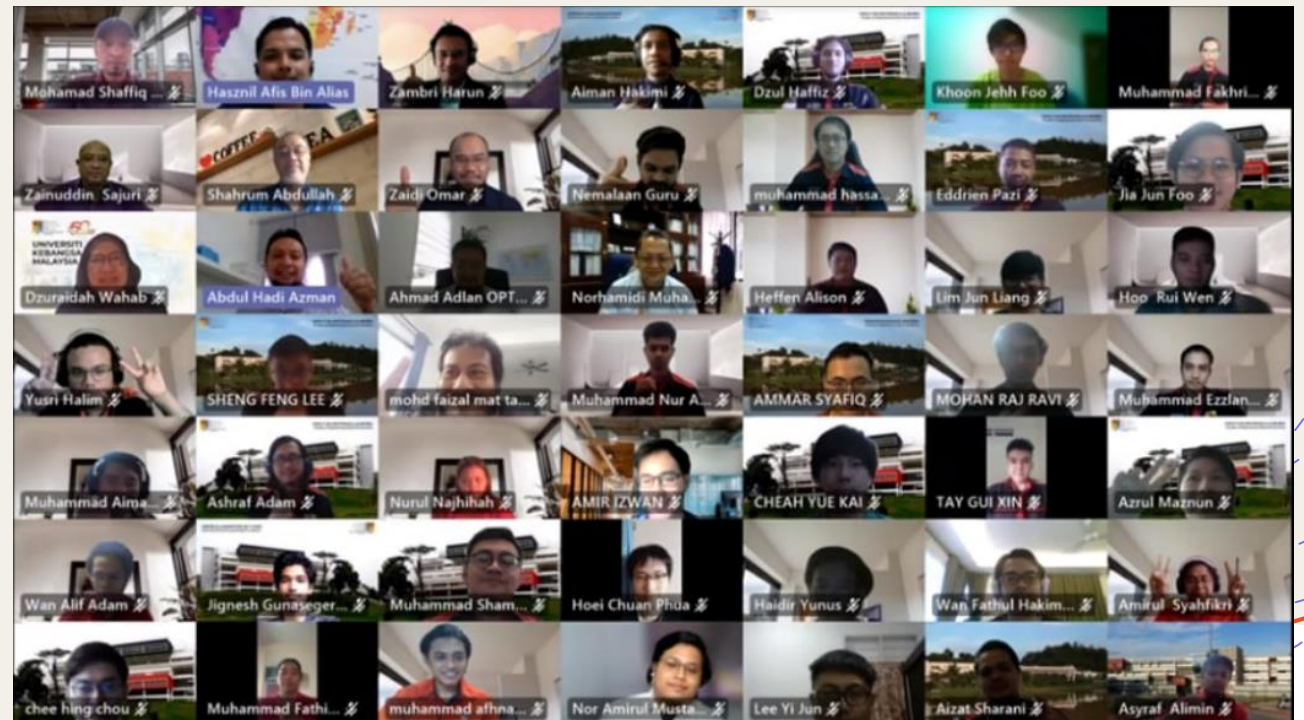 Mohamad Shaffiq ...
Hasznil Afis Bin Alias
Zambri Harun
Aiman Hakimi
Dzul Haffiz
Khoon Jehh Foo
Muhammad Fakhri...
COFFEE
Zainuddin Sajuri
Shahrum Abdullah
Zaidi Omar
Nemalaan Guru
muhammad hassa...
Eddrien Pazi
Jia Jun Foo
UNIVERSITI
KEBANGSAAN
MALAYSIA
Dzuraidah Wahab
Abdul Hadi Azman
Ahmad Adlan OPT...
Norhamidi Muha...
Heffen Alison
Lim Jun Liang
Hoo Rui Wen
Yusri Halim
SHENG FENG LEE
mohd faizal mat ta...
Muhammad Nur A...
AMMAR SYAFIQ
MOHAN RAJ RAVI
Muhammad Ezzlan...
Muhammad Aima...
Ashraf Adam
Nurul Najhihah
AMIR IZWAN
CHEAH YUE KAI
TAY GUI XIN
Azrul Maznun
Wan Alif Adam
Jignesh Gunaseger...
Muhammad Sham...
Hoei Chuan Phua
Haidir Yunus
Wan Fathul Hakim...
Amirul Syahfikri
chee hing chou
Muhammad Fathi...
muhammad afhna...
Nor Amirul Musta...
Lee Yi Jun
Aizat Sharani
Asyraf Alimin